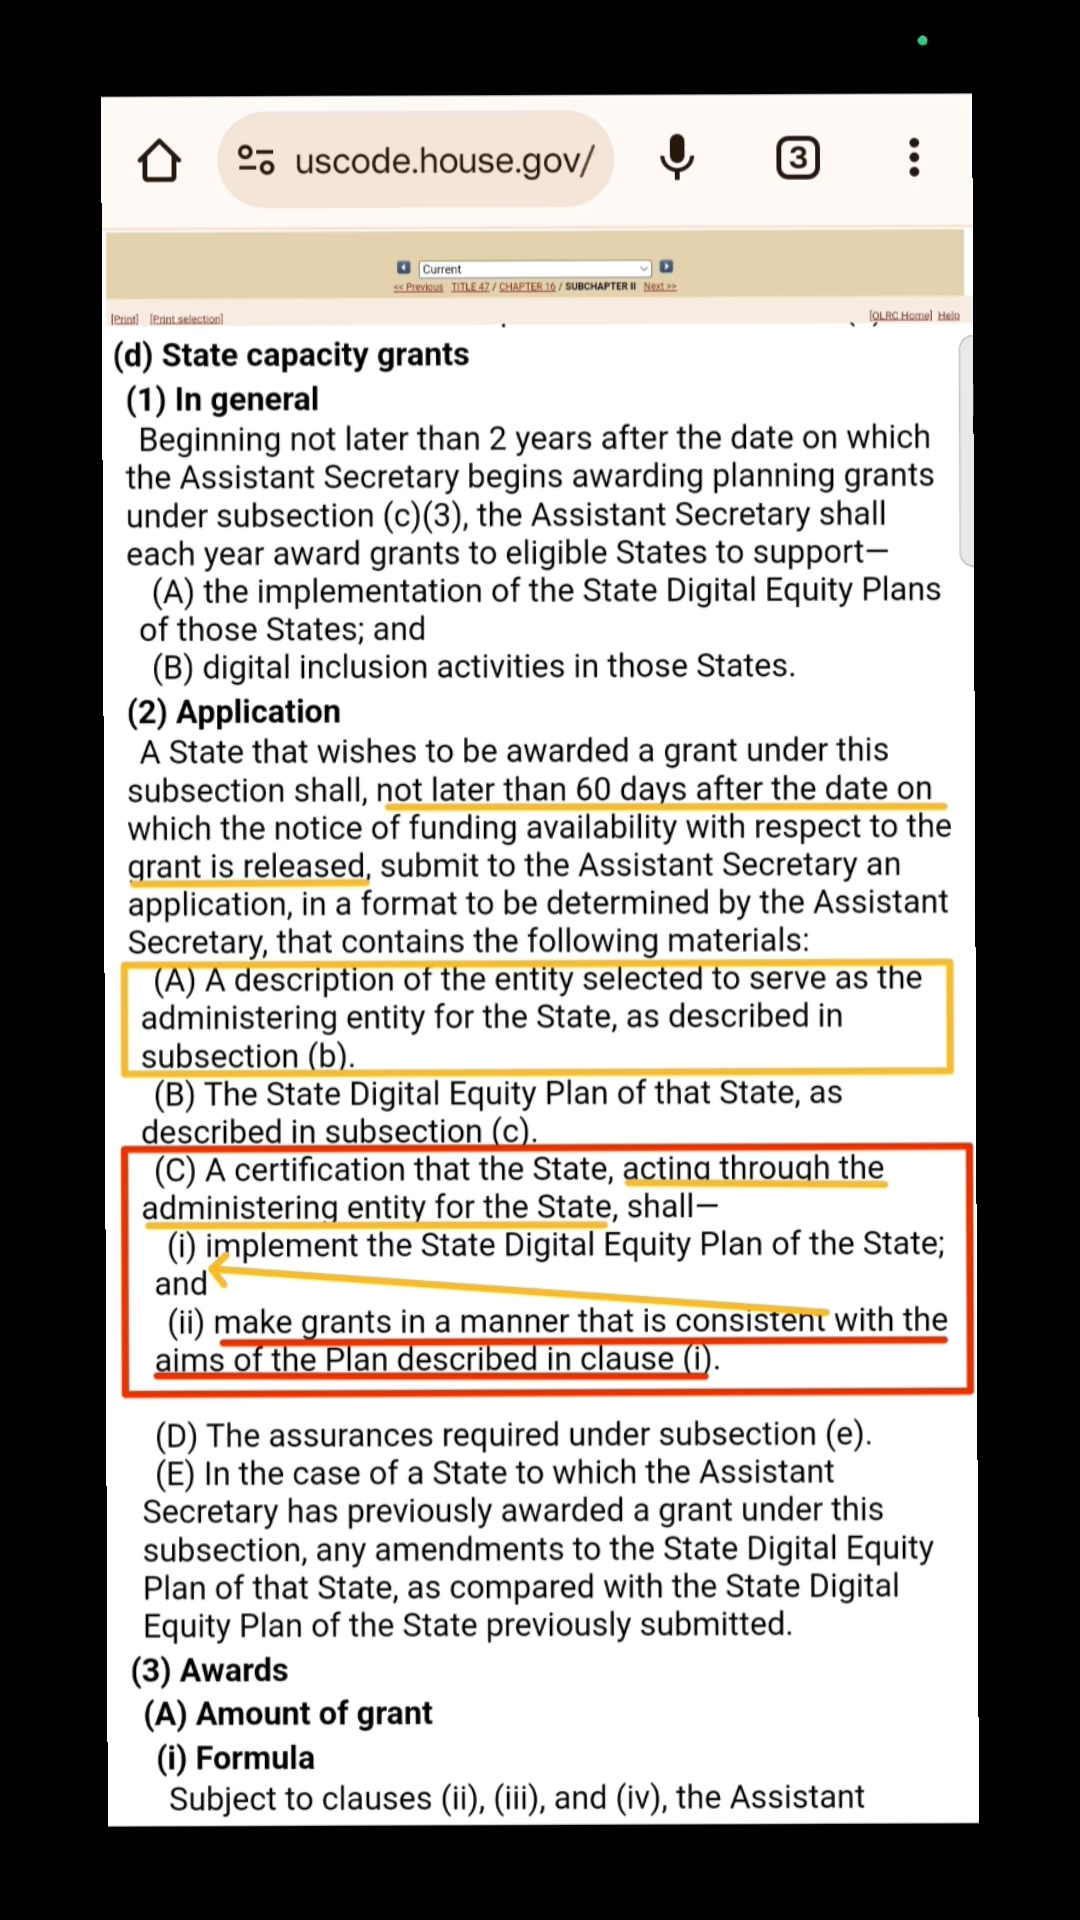 uscode.house.gov/
3
Current
<< Previous TITLE 47 / CHAPTER 16 / SUBCHAPTER II Next >>
[Print] [Print selection] [OLRC Home] Help
(d) State capacity grants
(1) In general
Beginning not later than 2 years after the date on which
the Assistant Secretary begins awarding planning grants
under subsection (c)(3), the Assistant Secretary shall
each year award grants to eligible States to support—
(A) the implementation of the State Digital Equity Plans
of those States; and
(B) digital inclusion activities in those States.
(2) Application
A State that wishes to be awarded a grant under this
subsection shall, not later than 60 days after the date on
which the notice of funding availability with respect to the
grant is released, submit to the Assistant Secretary an
application, in a format to be determined by the Assistant
Secretary, that contains the following materials:
(A) A description of the entity selected to serve as the
administering entity for the State, as described in
subsection (b).
(B) The State Digital Equity Plan of that State, as
described in subsection (c).
(C) A certification that the State, acting through the
administering entity for the State, shall—
(i) implement the State Digital Equity Plan of the State;
and
(ii) make grants in a manner that is consistent with the
aims of the Plan described in clause (i).
(D) The assurances required under subsection (e).
(E) In the case of a State to which the Assistant
Secretary has previously awarded a grant under this
subsection, any amendments to the State Digital Equity
Plan of that State, as compared with the State Digital
Equity Plan of the State previously submitted.
(3) Awards
(A) Amount of grant
(i) Formula
Subject to clauses (ii), (iii), and (iv), the Assistant